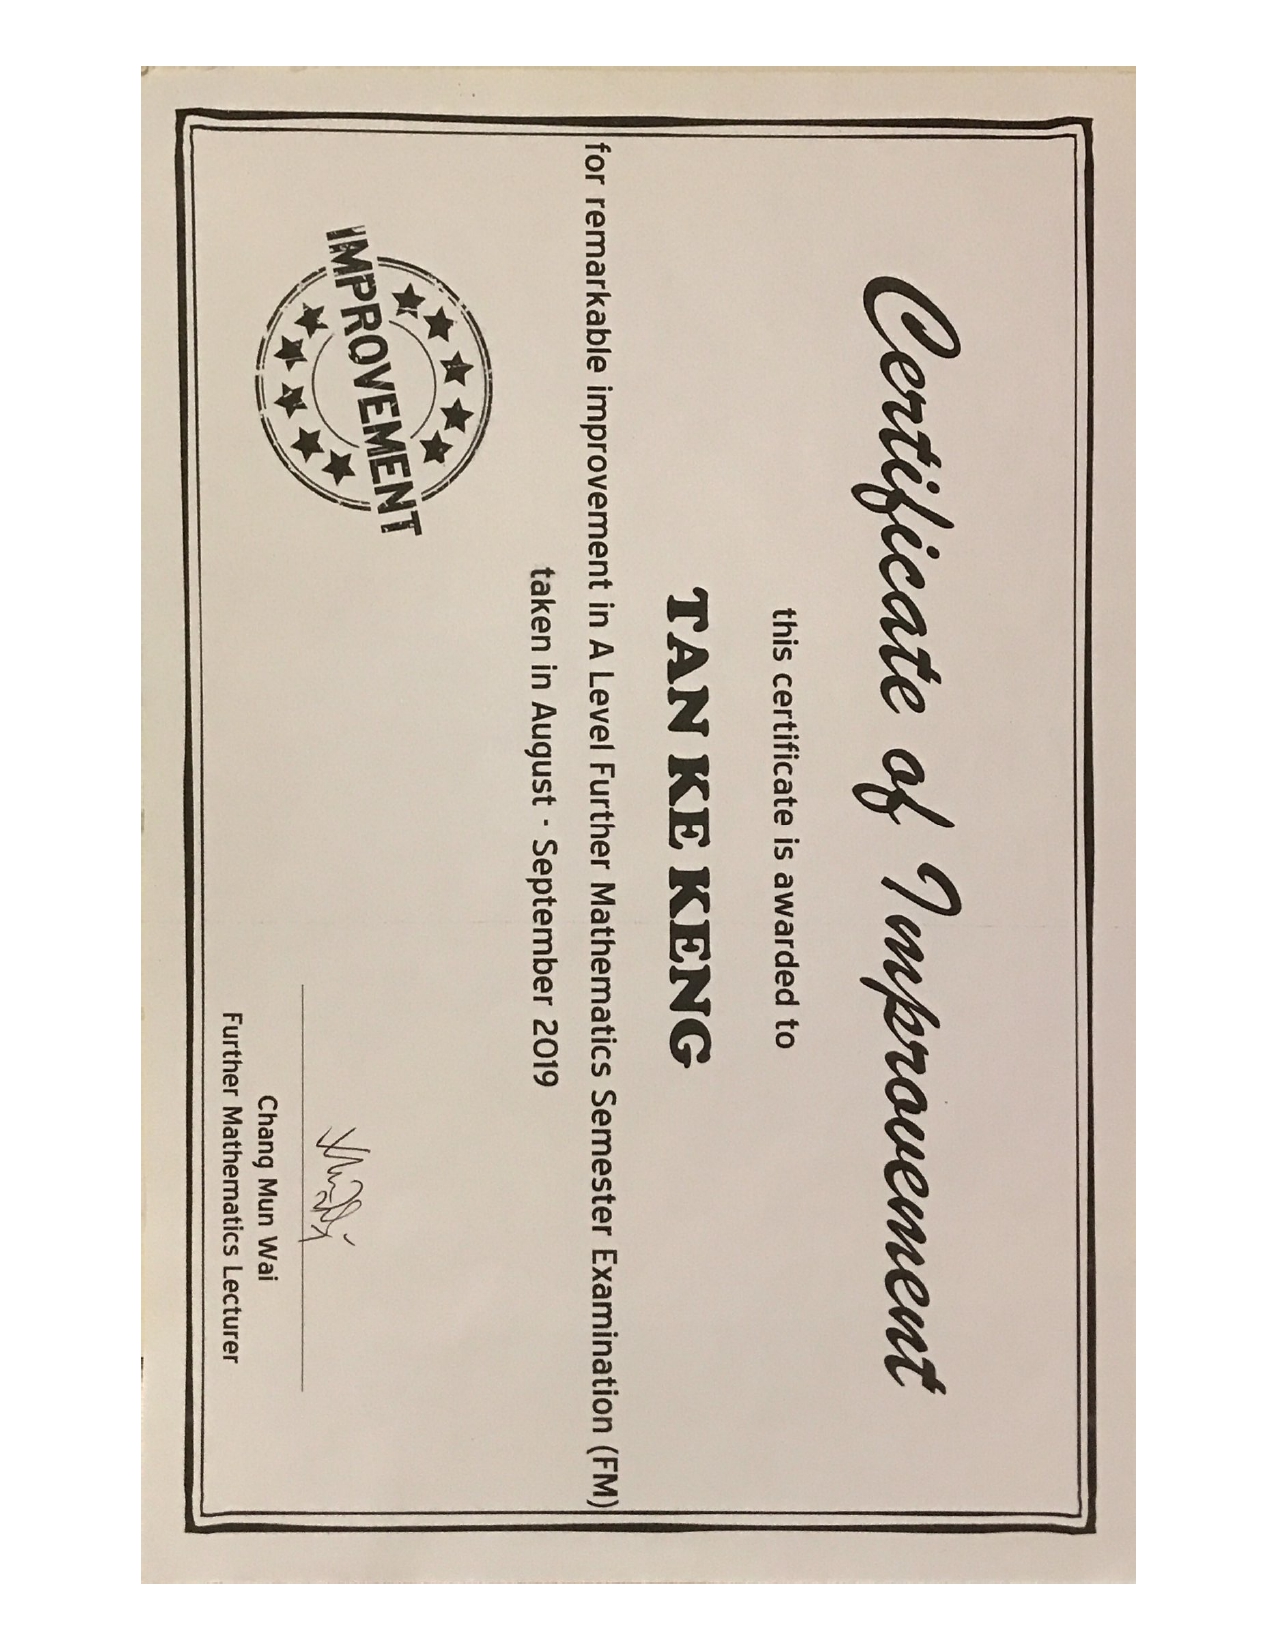 Certificate of Improvement
this certificate is awarded to
TAN KE KENG
for remarkable improvement in A Level Further Mathematics Semester Examination (FM)
taken in August - September 2019
IMPROVEMENT
Chang Mun Wai
Further Mathematics Lecturer